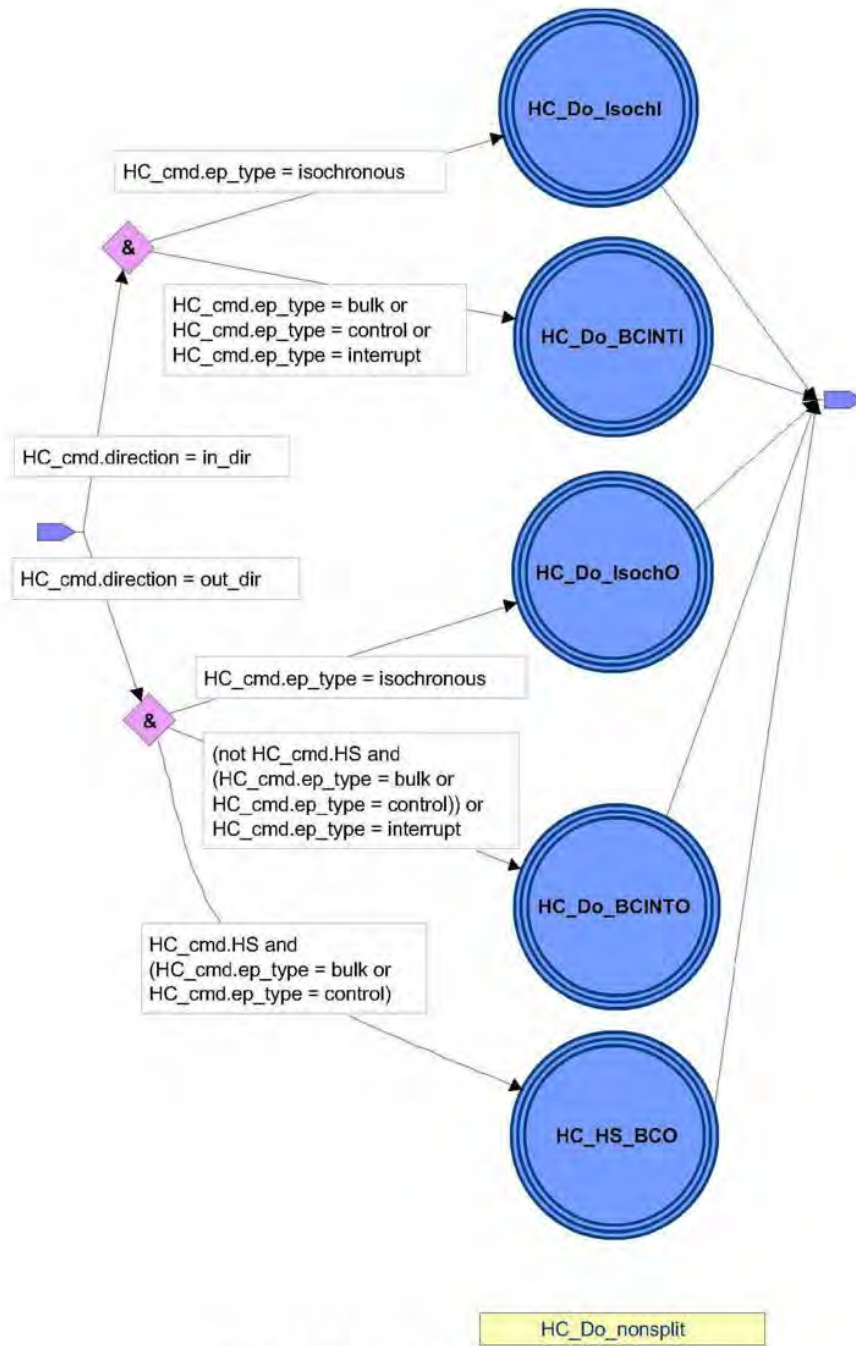 HC_Do_IsochI
HC_cmd.ep_type = isochronous
&
HC_cmd.ep_type = bulk or
HC_cmd.ep_type = control or
HC_cmd.ep_type = interrupt
HC_Do_BCINTI
HC_cmd.direction = in_dir
HC_cmd.direction = out_dir
HC_Do_IsochO
HC_cmd.ep_type = isochronous
&
(not HC_cmd.HS and
(HC_cmd.ep_type = bulk or
HC_cmd.ep_type = control)) or
HC_cmd.ep_type = interrupt
HC_Do_BCINTO
HC_cmd.HS and
(HC_cmd.ep_type = bulk or
HC_cmd.ep_type = control)
HC_HS_BCO
HC_Do_nonsplit